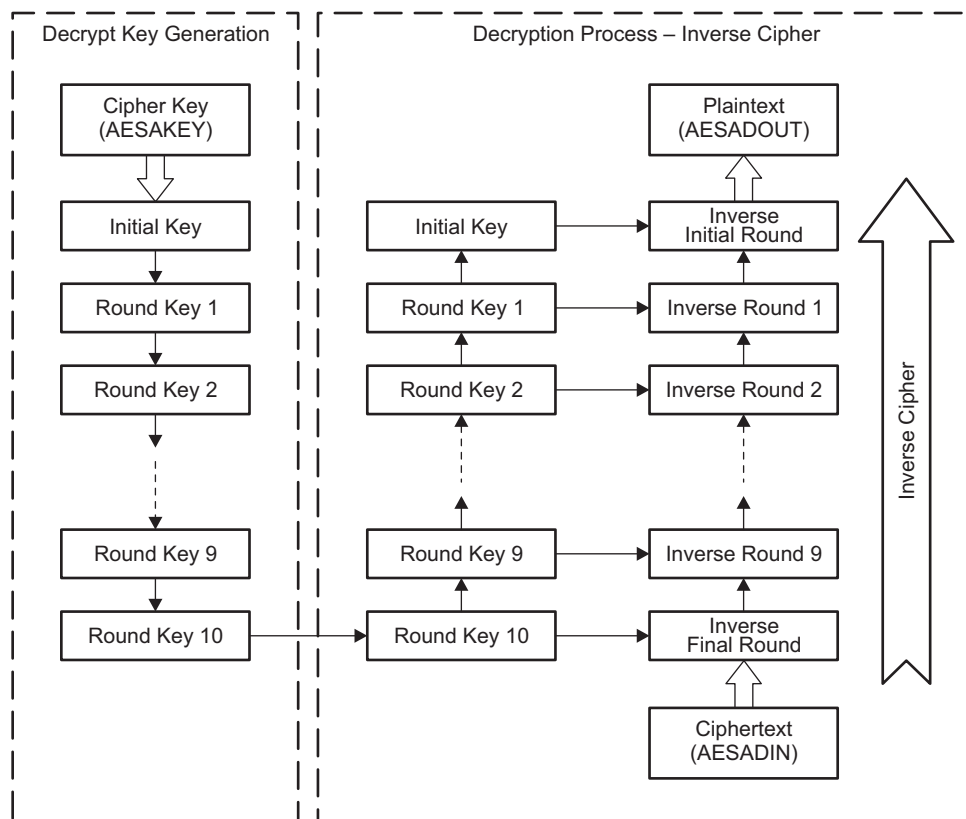 Decrypt Key Generation
Cipher Key
(AESAKEY)
Initial Key
Round Key 1
Round Key 2
Round Key 9
Round Key 10
Decryption Process – Inverse Cipher
Plaintext
(AESADOUT)
Initial Key
Inverse
Initial Round
Round Key 1
Inverse Round 1
Round Key 2
Inverse Round 2
Round Key 9
Inverse Round 9
Round Key 10
Inverse
Final Round
Ciphertext
(AESADIN)
Inverse Cipher